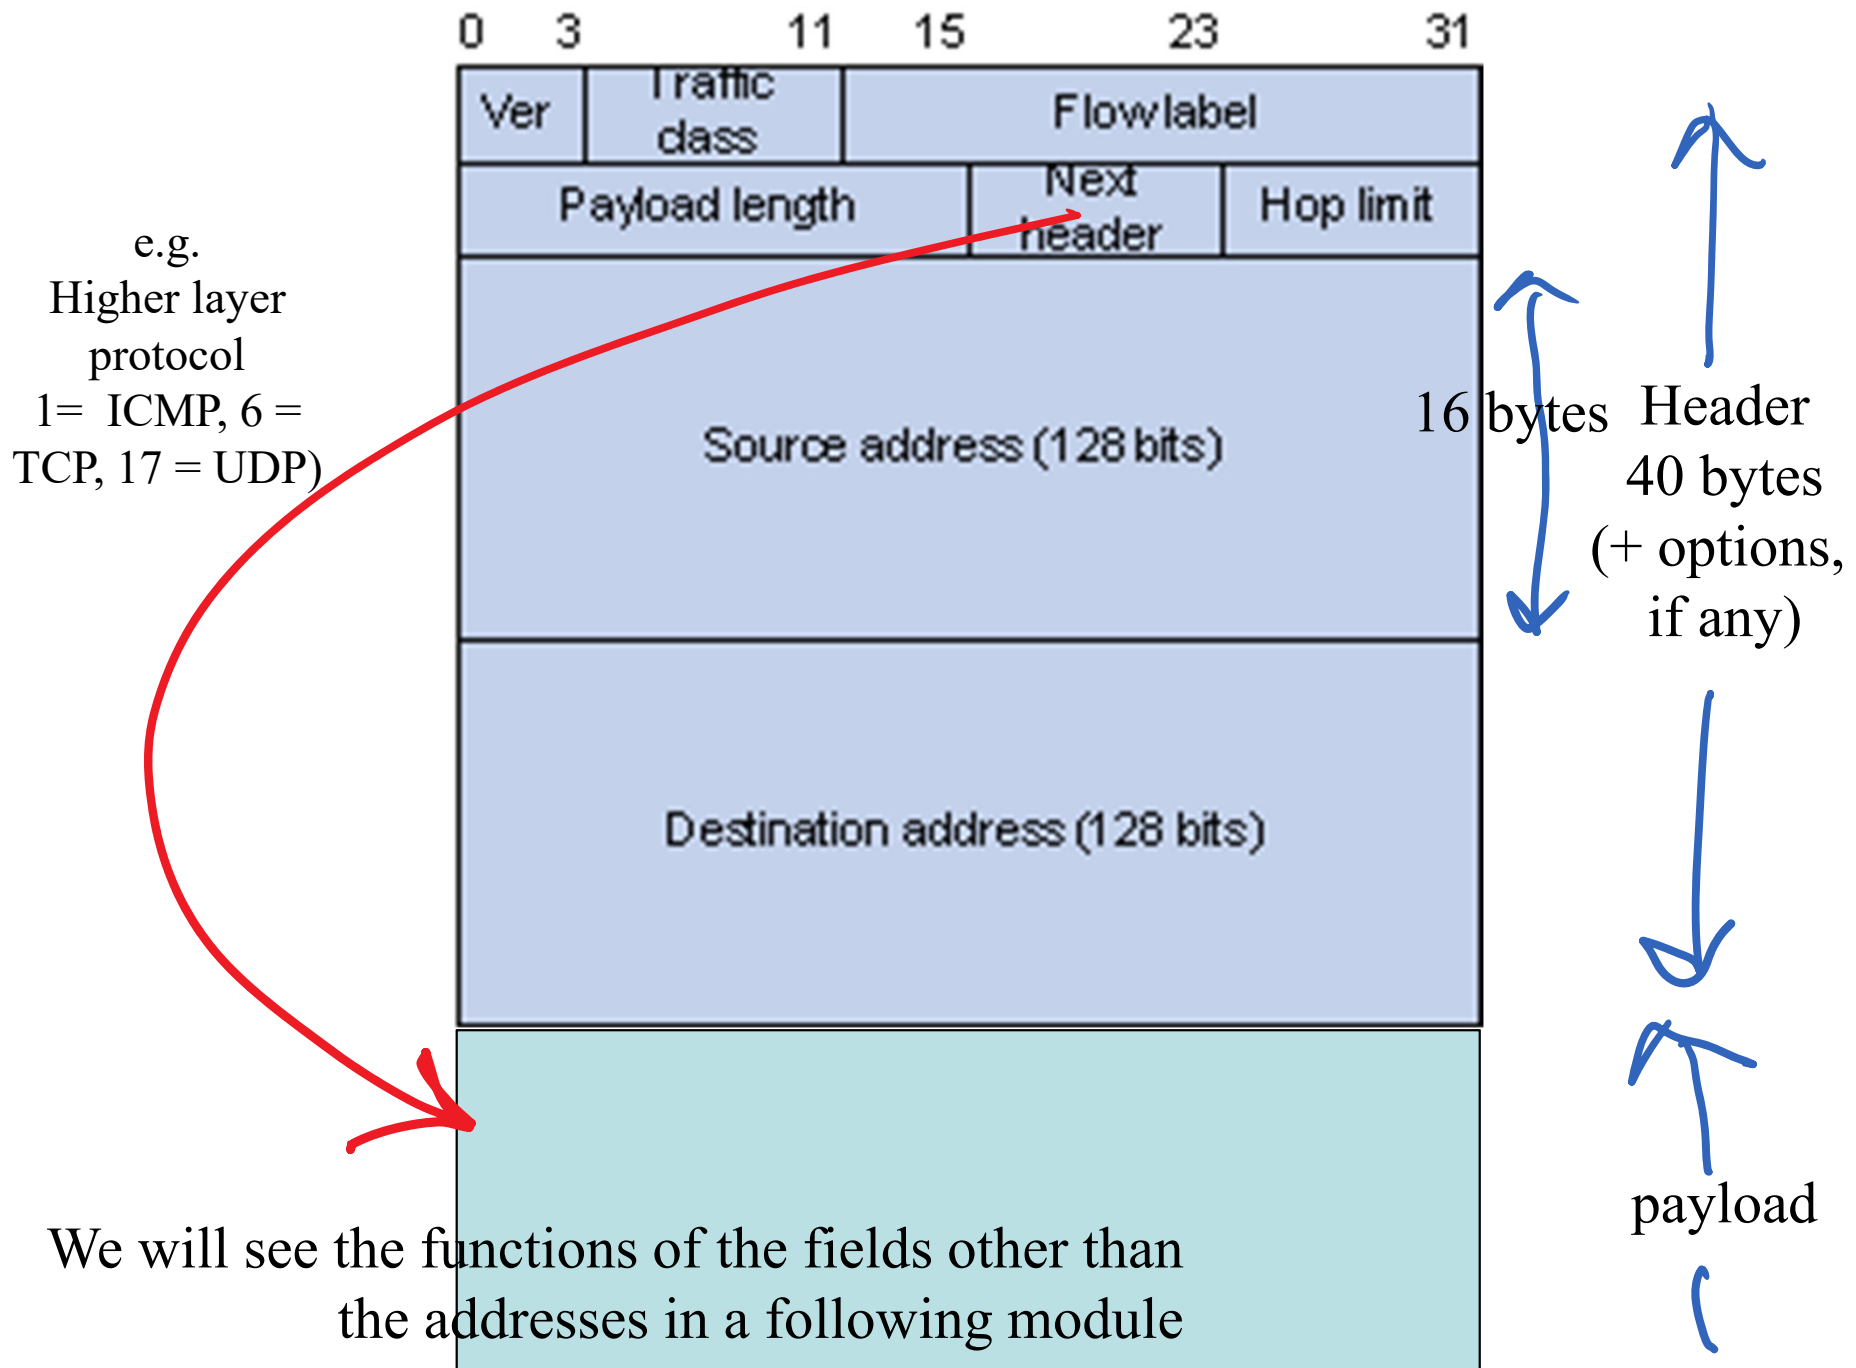 0 3 11 15 23 31
Ver
Traffic
class
Flow label
Payload length
Next
header
Hop limit
e.g.
Higher layer
protocol
1= ICMP, 6 =
TCP, 17 = UDP)
Source address (128 bits)
16 bytes
Header
40 bytes
(+ options,
if any)
Destination address (128 bits)
payload
We will see the functions of the fields other than
the addresses in a following module